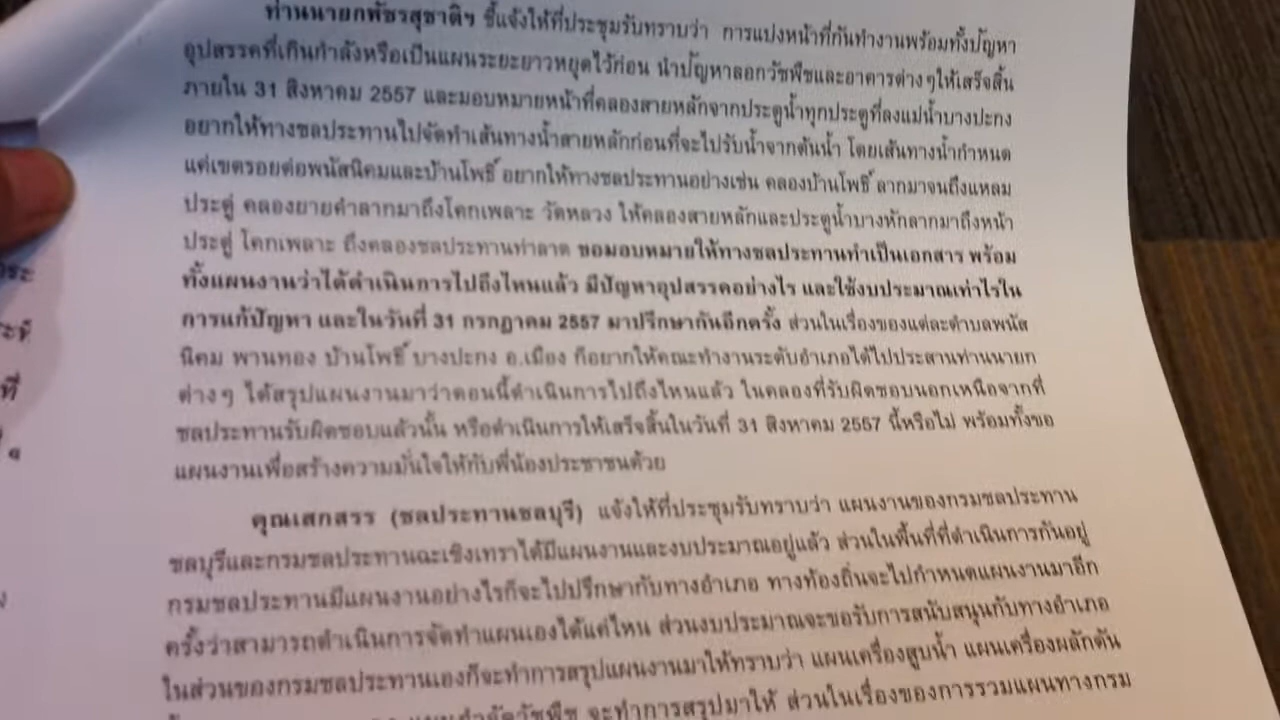 ท่านนายกพัชรสุชาติฯ ชี้แจ้งให้ที่ประชุมรับทราบว่า การแบ่งหน้าที่กันทำงานพร้อมทั้งปัญหา
อุปสรรคที่เกินกำลังหรือเป็นแผนระยะยาวหยุดไว้ก่อน นำปัญหาลอกวัชพืชและอาคารต่างๆให้เสร็จสิ้น
ภายใน 31 สิงหาคม 2557 และมอบหมายหน้าที่คลองสายหลักจากประตูน้ำทุกประตูที่ลงแม่น้ำบางปะกง
อยากให้ทางชลประทานไปจัดทำเส้นทางน้ำสายหลักก่อนที่จะไปรับน้ำจากต้นน้ำ โดยเส้นทางน้ำกำหนด
แค่เขตรอยต่อพนัสนิคมและบ้านโพธิ์ อยากให้ทางชลประทานอย่างเช่น คลองบ้านโพธิ์ ลากมาจนถึงแหลม
ประตู่ คลองยายคำลากมาถึงโคกเพลาะ วัดหลวง ให้คลองสายหลักและประตูน้ำบางหักลากมาถึงหน้า
ประตู่ โคกเพลาะ ถึงคลองชลประทานท่าลาด ขอมอบหมายให้ทางชลประทานทำเป็นเอกสาร พร้อม
ทั้งแผนงานว่าได้ดำเนินการไปถึงไหนแล้ว มีปัญหาอุปสรรคอย่างไร และใช้งบประมาณเท่าไรใน
การแก้ปัญหา และในวันที่ 31 กรกฎาคม 2557 มาปรึกษากันอีกครั้ง ส่วนในเรื่องของแต่ละตำบลพนัส
นิคม พานทอง บ้านโพธิ์ บางปะกง อ.เมือง ก็อยากให้คณะทำงานระดับอำเภอได้ไปประสานท่านนายก
ต่างๆ ได้สรุปแผนงานมาว่าตอนนี้ดำเนินการไปถึงไหนแล้ว ในคลองที่รับผิดชอบนอกเหนือจากที่
ชลประทานรับผิดชอบแล้วนั้น หรือดำเนินการให้เสร็จสิ้นในวันที่ 31 สิงหาคม 2557 นี้หรือไม่ พร้อมทั้งขอ
แผนงานเพื่อสร้างความมั่นใจให้กับพี่น้องประชาชนด้วย
คุณเสกสรร (ชลประทานชลบุรี) แจ้งให้ที่ประชุมรับทราบว่า แผนงานของกรมชลประทาน
ชลบุรีและกรมชลประทานฉะเชิงเทราได้มีแผนงานและงบประมาณอยู่แล้ว ส่วนในพื้นที่ที่ดำเนินการกันอยู่
กรมชลประทานมีแผนงานอย่างไรก็จะไปปรึกษากับทางอำเภอ ทางท้องถิ่นจะไปกำหนดแผนงานมาอีก
ครั้งว่าสามารถดำเนินการจัดทำแผนเองได้แค่ไหน ส่วนงบประมาณจะขอรับการสนับสนุนกับทางอำเภอ
ในส่วนของกรมชลประทานเองก็จะทำการสรุปแผนงานมาให้ทราบว่า แผนเครื่องสูบน้ำ แผนเครื่องผลักดัน
แผนกำจัดวัชพืช จะทำการสรุปมาให้ ส่วนในเรื่องของการรวมแผนทางกรม